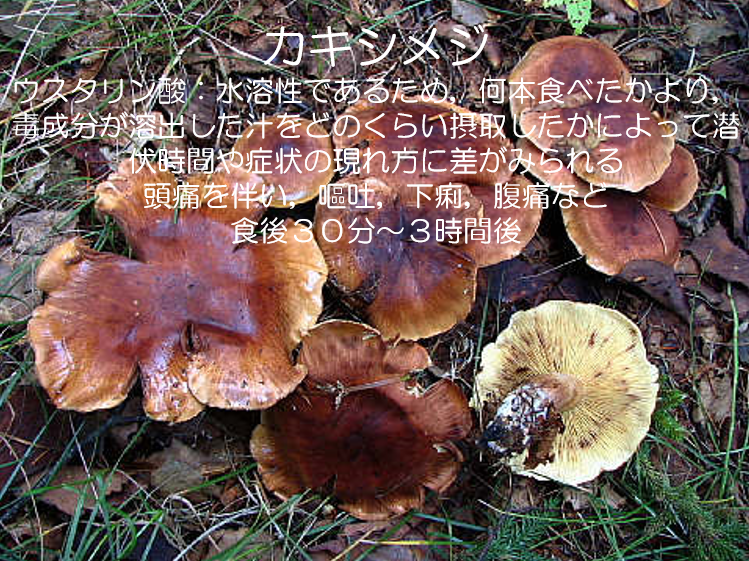 カキシメジ
ウスタリン酸：水溶性であるため，何本食べたかより，
毒成分が溶出した汁をどのくらい摂取したかによって潜
伏時間や症状の現れ方に差がみられる
頭痛を伴い，嘔吐，下痢，腹痛など
食後３０分～３時間後